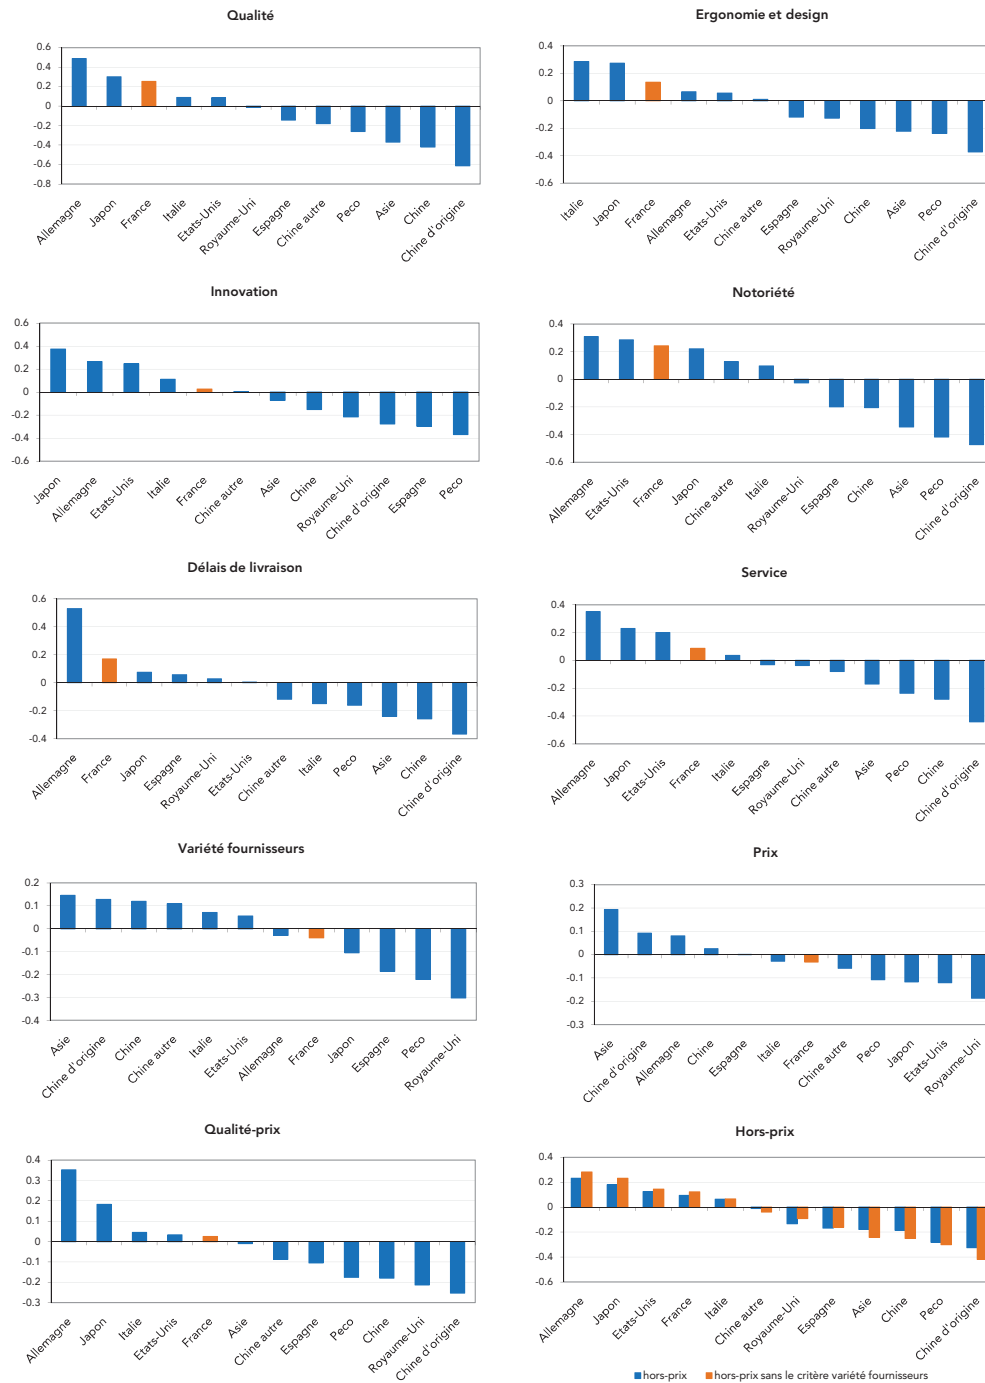 Qualité
0.6
0.4
0.2
0
-0.2
-0.4
-0.6
-0.8
Allemagne
Japon
France
Italie
Etats-Unis
Royaume-Uni
Espagne
Chine autre
Peco
Asie
Chine
Chine d'origine
Ergonomie et design
0.4
0.2
0
-0.2
-0.4
-0.6
Italie
Japon
France
Allemagne
Etats-Unis
Chine autre
Espagne
Royaume-Uni
Chine
Asie
Peco
Chine d'origine
Innovation
0.6
0.4
0.2
0
-0.2
-0.4
-0.6
Japon
Allemagne
Etats-Unis
Italie
France
Chine autre
Asie
Chine
Royaume-Uni
Chine d'origine
Espagne
Peco
Notoriété
0.4
0.2
0
-0.2
-0.4
-0.6
Allemagne
Etats-Unis
France
Japon
Chine autre
Italie
Royaume-Uni
Espagne
Chine
Asie
Peco
Chine d'origine
Délais de livraison
0.6
0.4
0.2
0
-0.2
-0.4
Allemagne
France
Japon
Espagne
Royaume-Uni
Etats-Unis
Chine autre
Italie
Peco
Asie
Chine
Chine d'origine
Service
0.4
0.2
0
-0.2
-0.4
-0.6
Allemagne
Japon
Etats-Unis
France
Italie
Espagne
Royaume-Uni
Chine autre
Asie
Peco
Chine
Chine d'origine
Variété fournisseurs
0.2
0.1
0
-0.1
-0.2
-0.3
-0.4
Asie
Chine d'origine
Chine
Chine autre
Italie
Etats-Unis
Allemagne
France
Japon
Espagne
Peco
Royaume-Uni
Prix
0.3
0.2
0.1
0
-0.1
-0.2
-0.3
Asie
Chine d'origine
Allemagne
Chine
Espagne
Italie
France
Chine autre
Peco
Japon
Etats-Unis
Royaume-Uni
Qualité-prix
0.4
0.3
0.2
0.1
0
-0.1
-0.2
-0.3
Allemagne
Japon
Italie
Etats-Unis
France
Asie
Chine autre
Espagne
Peco
Chine
Royaume-Uni
Chine d'origine
Hors-prix
0.4
0.2
0
-0.2
-0.4
-0.6
Allemagne
Japon
Etats-Unis
France
Italie
Chine autre
Royaume-Uni
Espagne
Asie
Chine
Peco
Chine d'origine
hors-prix
hors-prix sans le critère variété fournisseurs